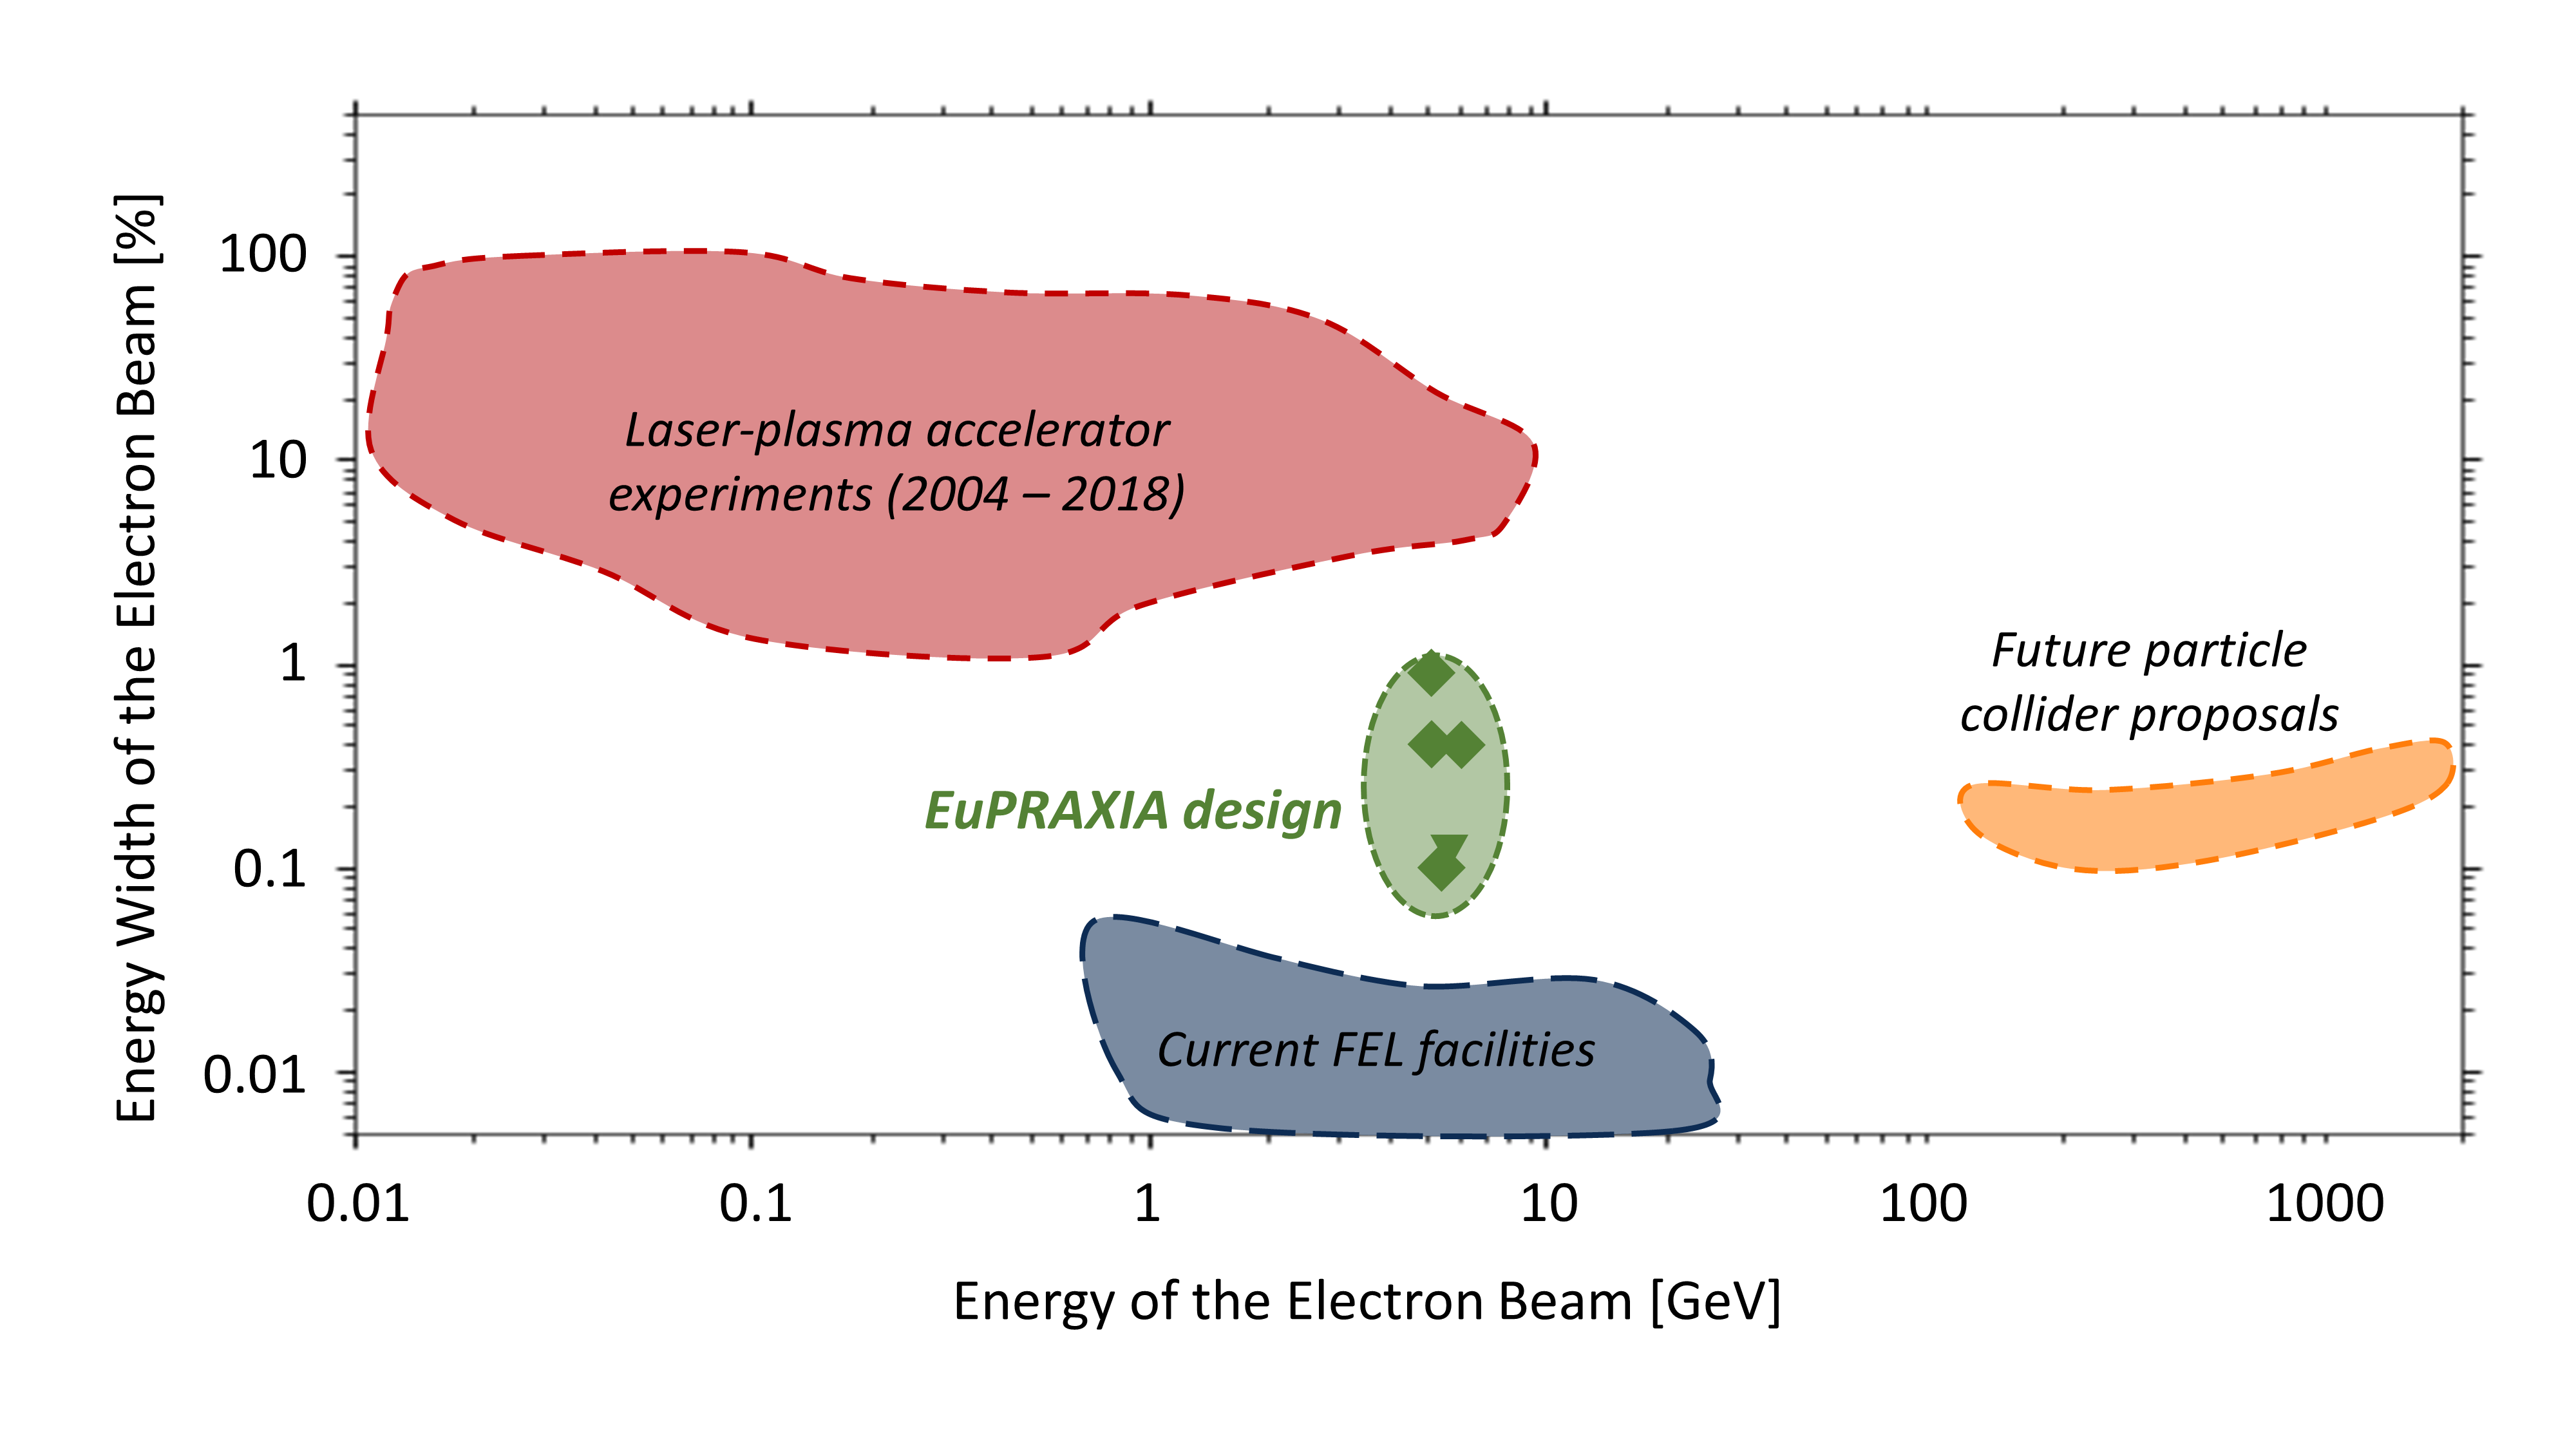 Energy Width of the Electron Beam [%]
100
10
1
0.1
0.01
Laser-plasma accelerator
experiments (2004 – 2018)
Future particle
collider proposals
EuPRAXIA design
Current FEL facilities
0.01
0.1
1
10
100
1000
Energy of the Electron Beam [GeV]